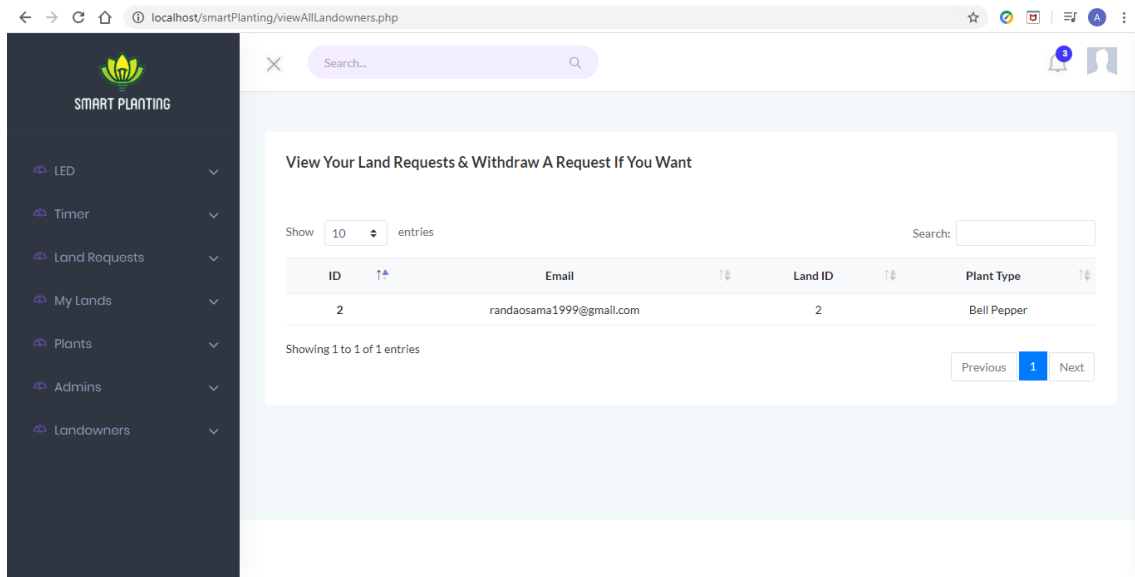 localhost/smartPlanting/viewAllLandowners.php
A
SMART PLANTING
Search...
3
LED
Timer
Land Requests
My Lands
Plants
Admins
Landowners
View Your Land Requests & Withdraw A Request If You Want
Show 10 entries
Search:
ID Email Land ID Plant Type
2 randaosama1999@gmail.com 2 Bell Pepper
Showing 1 to 1 of 1 entries
Previous 1 Next